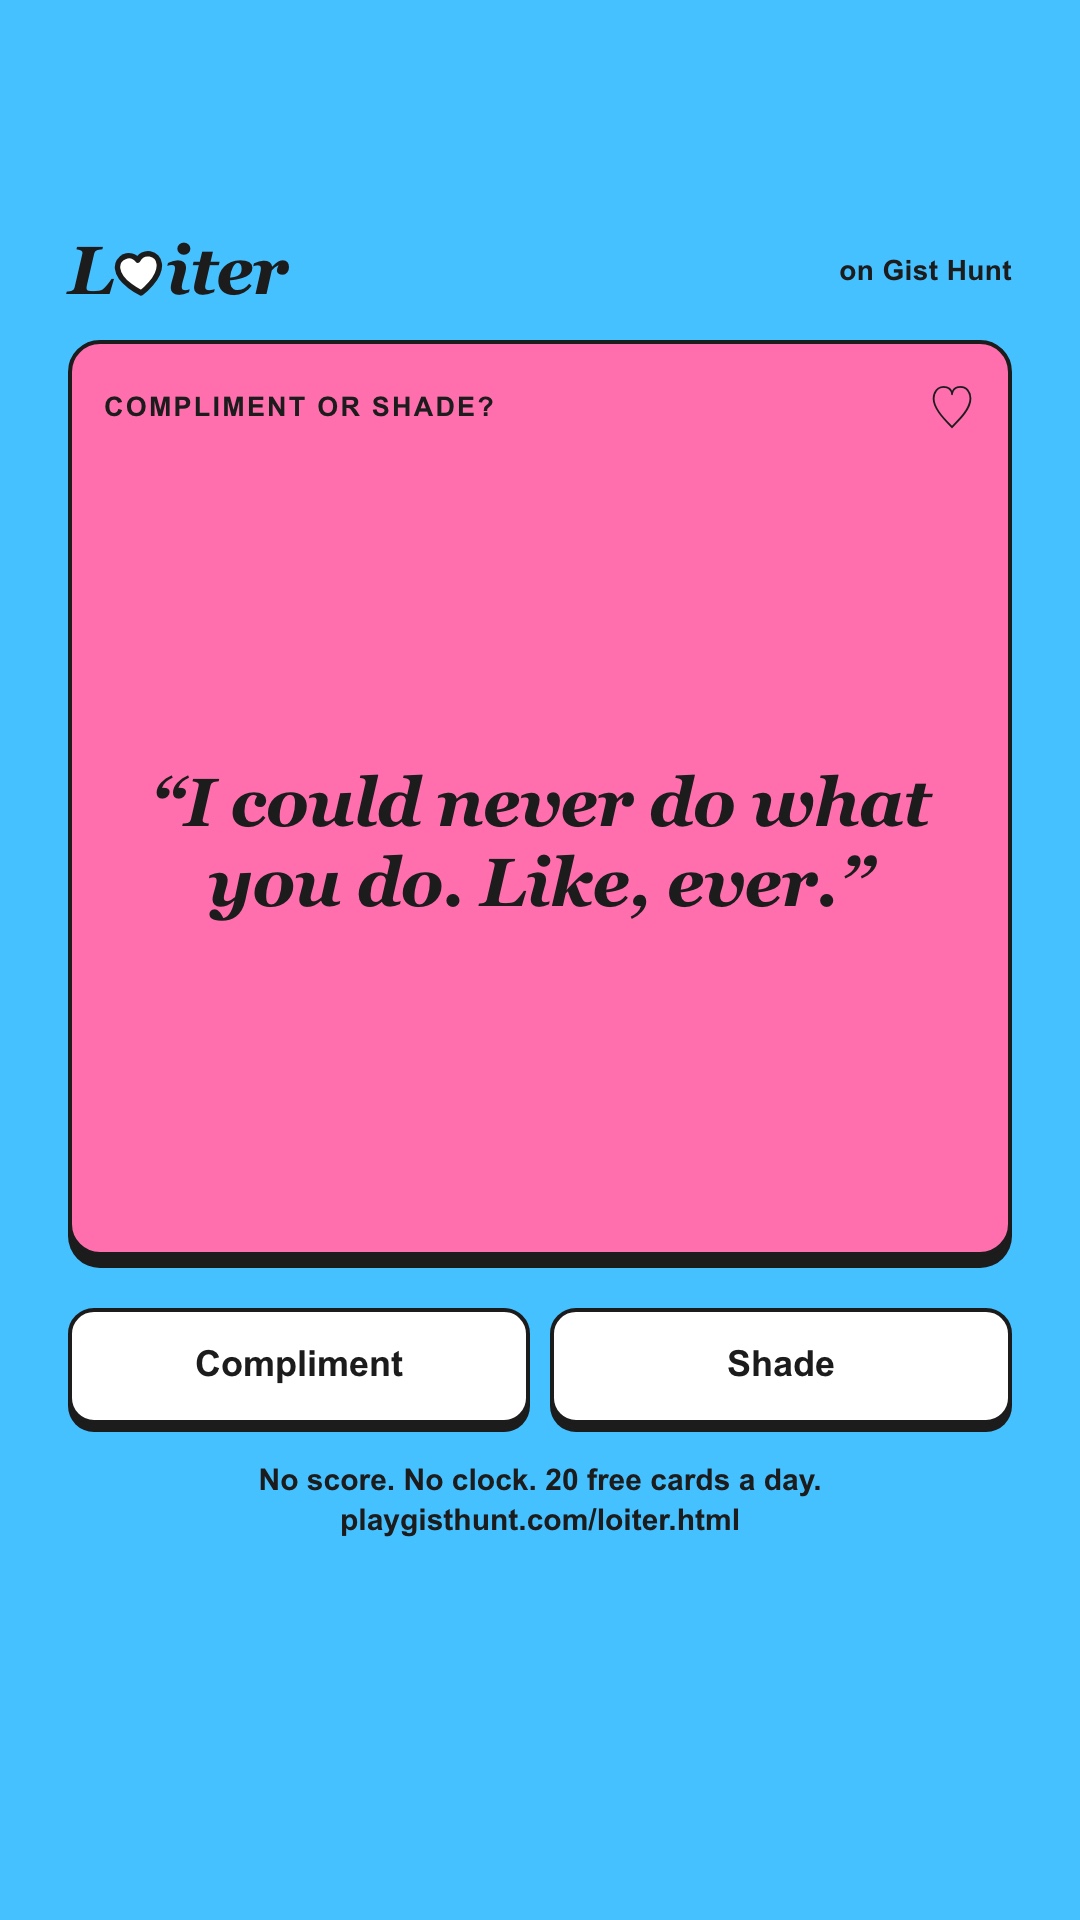 Loiter
on Gist Hunt
COMPLIMENT OR SHADE?
“I could never do what
you do. Like, ever.”
Compliment
Shade
No score. No clock. 20 free cards a day.
playgisthunt.com/loiter.html